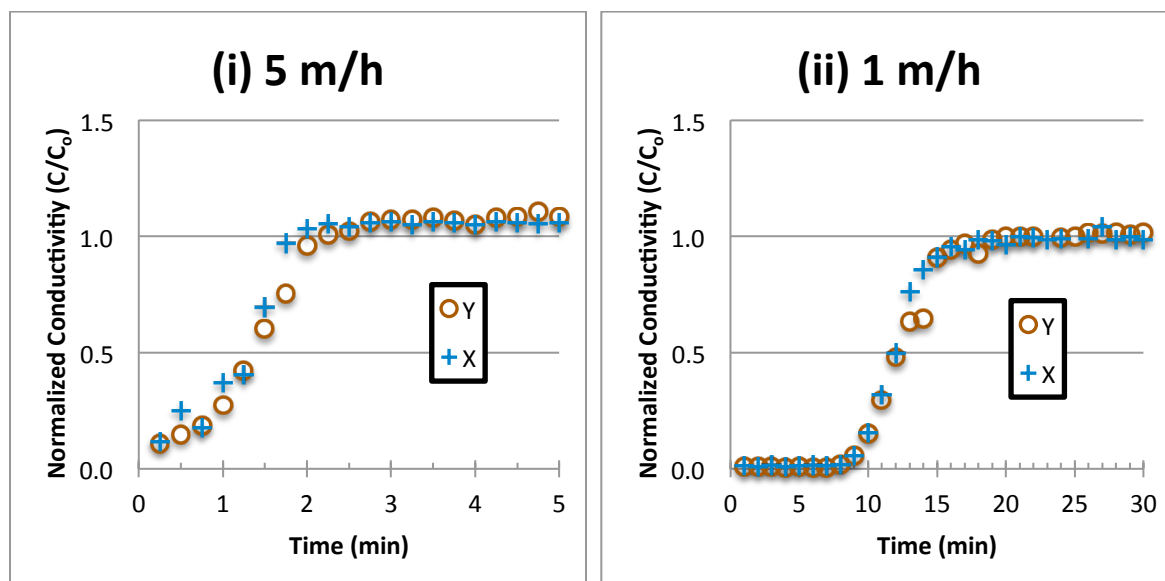 (i) 5 m/h
Normalized Conductivitiy (C/Co)
1.5
1.0
0.5
0.0
Y
X
0 1 2 3 4 5
Time (min)
(ii) 1 m/h
Normalized Conductivity (C/Co)
1.5
1.0
0.5
0.0
Y
X
0 5 10 15 20 25 30
Time (min)